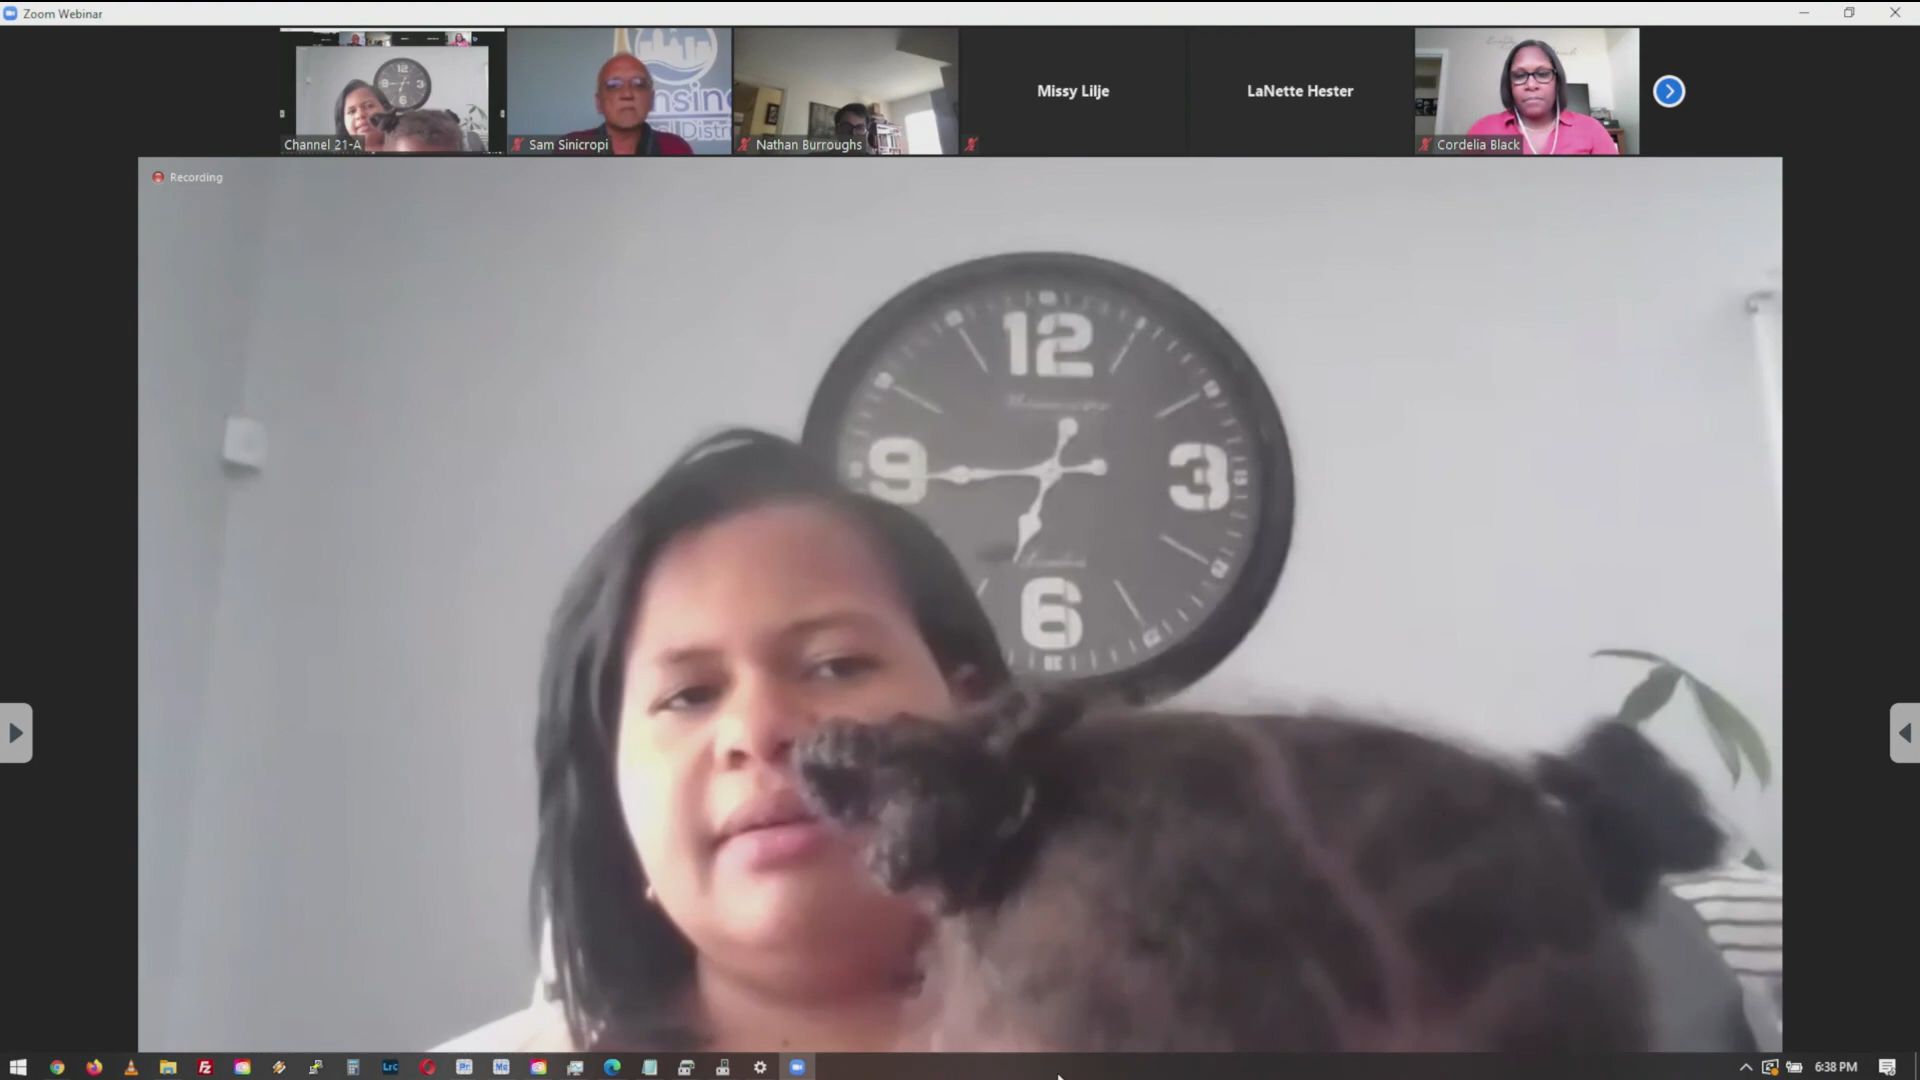 Zoom Webinar
Channel 21-A
nsing
Sam Sinicropi
Nathan Burroughs
Missy Lilje
LaNette Hester
Cordelia Black
Recording
12
9
3
6
6:38 PM